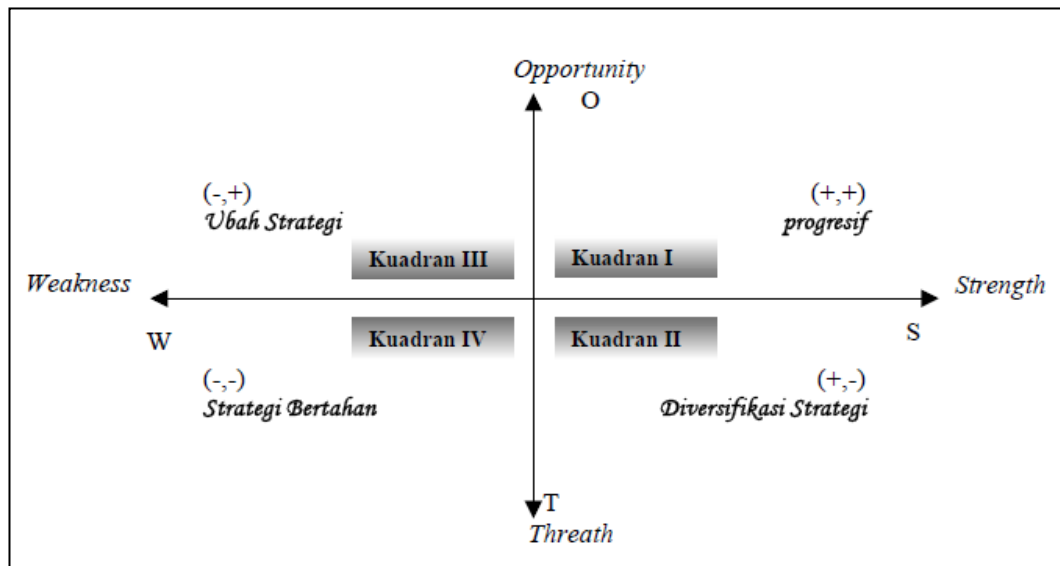 Opportunity
O
(-,+)
Ubah Strategi
(+,+)
progresif
Kuadran III
Kuadran I
Weakness
Strength
W
Kuadran IV
Kuadran II
S
(-,-)
Strategi Bertahan
(+,-)
Diversifikasi Strategi
T
Threath